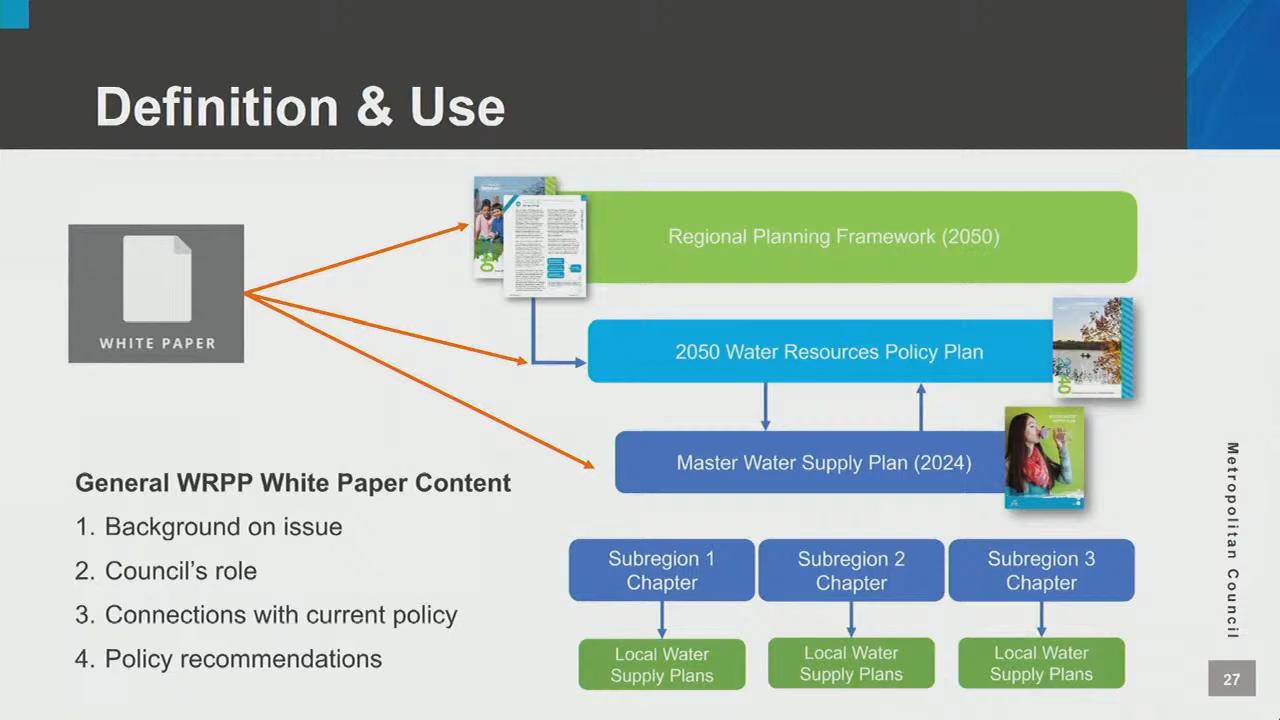 Definition & Use
WHITE PAPER
Regional Planning Framework (2050)
2050 Water Resources Policy Plan
Master Water Supply Plan (2024)
General WRPP White Paper Content
1. Background on issue
2. Council's role
3. Connections with current policy
4. Policy recommendations
Subregion 1
Chapter
Subregion 2
Chapter
Subregion 3
Chapter
Local Water
Supply Plans
Local Water
Supply Plans
Local Water
Supply Plans
Metropolitan Council
27